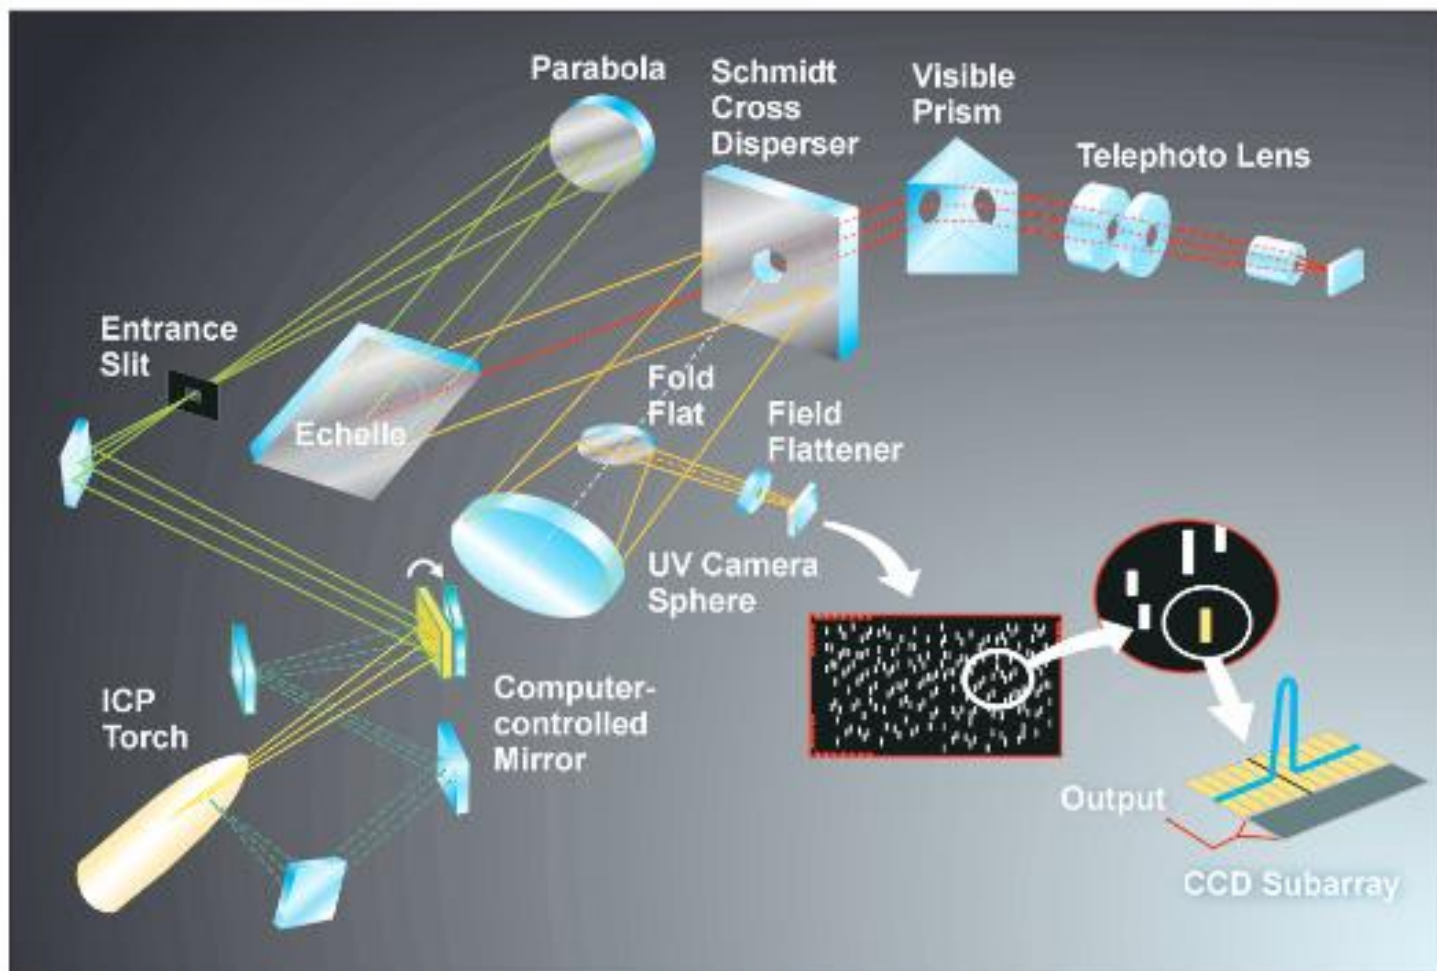 Parabola
Schmidt
Cross
Disperser
Visible
Prism
Telephoto Lens
Entrance
Slit
Echelle
Fold
Flat
Field
Flattener
UV Camera
Sphere
ICP
Torch
Computer-
controlled
Mirror
Output
CCD Subarray